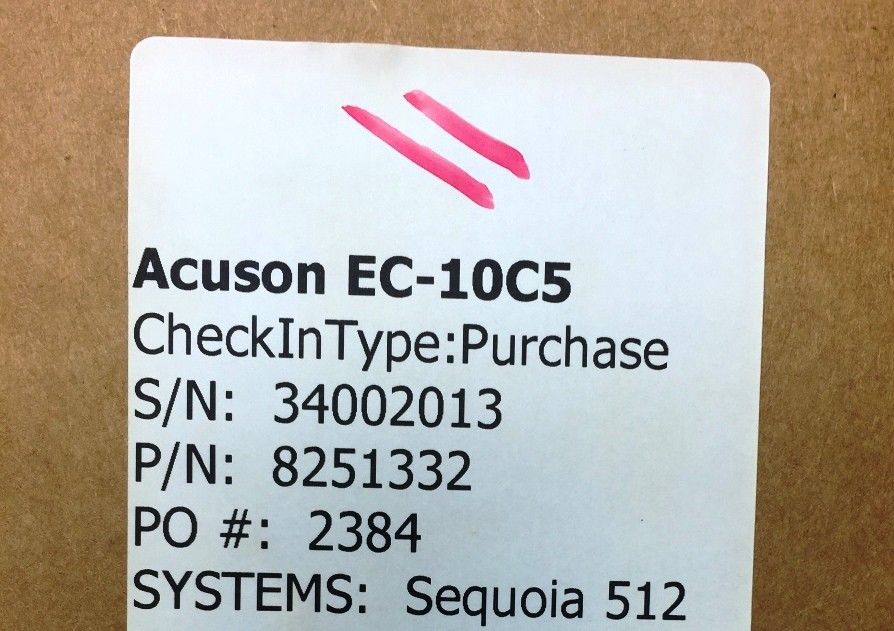 Acuson EC-10C5
CheckInType:Purchase
S/N: 34002013
P/N: 8251332
PO #: 2384
SYSTEMS: Sequoia 512